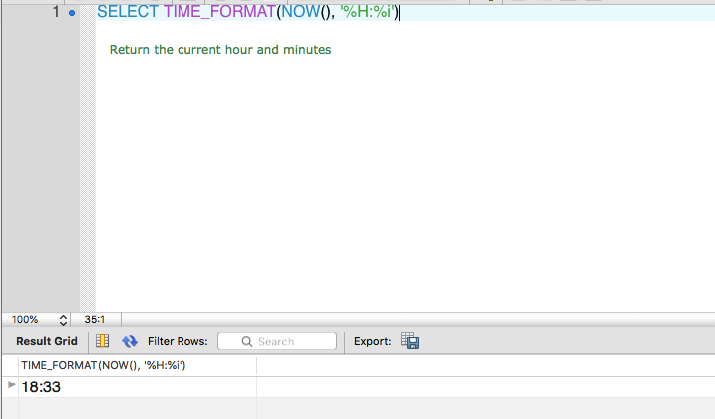 1 SELECT TIME_FORMAT(NOW(), '%H:%i')
Return the current hour and minutes
100% 35:1
Result Grid Filter Rows: Search Export:
TIME_FORMAT(NOW(), '%H:%i')
18:33